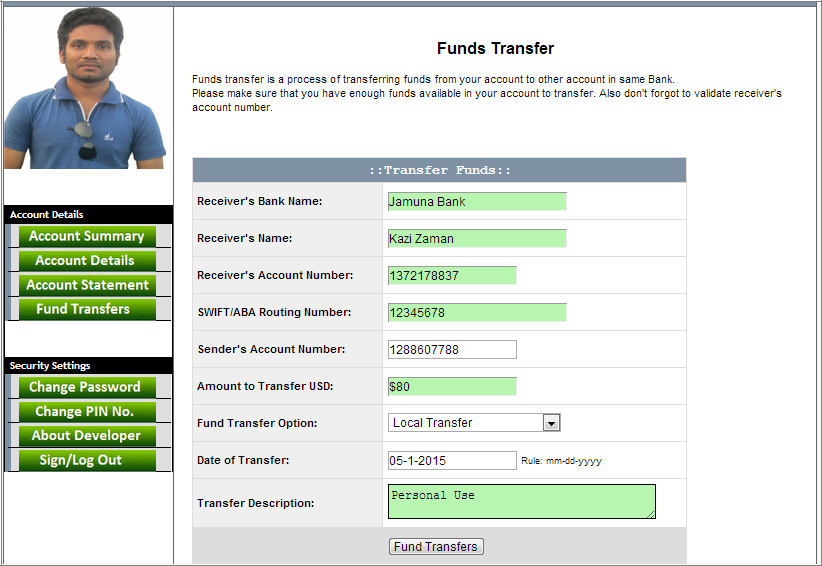 Funds Transfer
Funds transfer is a process of transferring funds from your account to other account in same Bank.
Please make sure that you have enough funds available in your account to transfer. Also don't forgot to validate receiver's
account number.
Account Details
Account Summary
Account Details
Account Statement
Fund Transfers
Security Settings
Change Password
Change PIN No.
About Developer
Sign/Log Out
::Transfer Funds::
Receiver's Bank Name: Jamuna Bank
Receiver's Name: Kazi Zaman
Receiver's Account Number: 1372178837
SWIFT/ABA Routing Number: 12345678
Sender's Account Number: 1288607788
Amount to Transfer USD: $80
Fund Transfer Option: Local Transfer
Date of Transfer: 05-1-2015 Rule: mm-dd-yyyy
Transfer Description: Personal Use
Fund Transfers